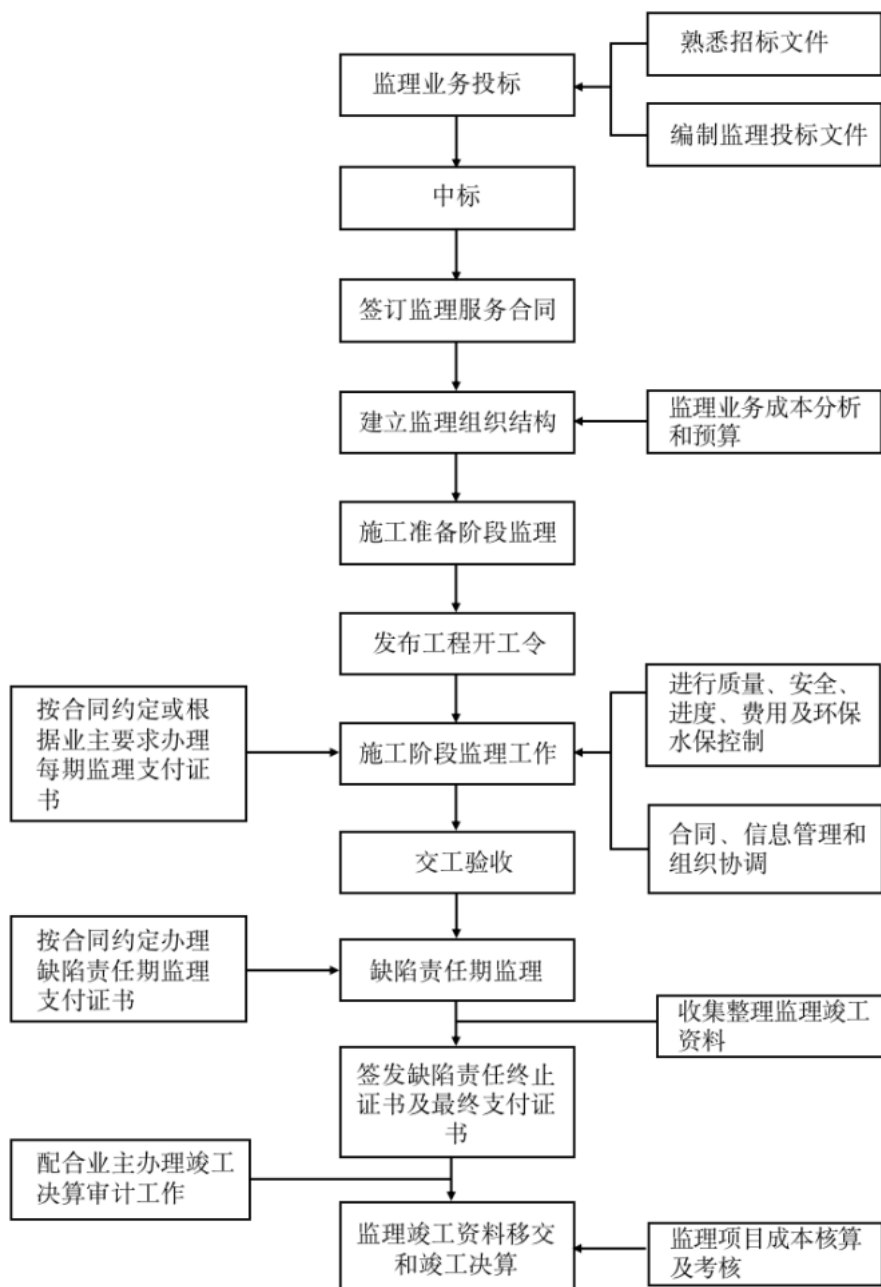 熟悉招标文件
监理业务投标
编制监理投标文件
中标
签订监理服务合同
建立监理组织结构
监理业务成本分析
和预算
施工准备阶段监理
发布工程开工令
按合同约定或根
据业主要求办理
每期监理支付证
书
施工阶段监理工作
进行质量、安全、
进度、费用及环保
水保控制
合同、信息管理和
组织协调
交工验收
按合同约定办理
缺陷责任期监理
支付证书
缺陷责任期监理
收集整理监理竣工
资料
签发缺陷责任终止
证书及最终支付证
书
配合业主办理竣工
决算审计工作
监理竣工资料移交
和竣工决算
监理项目成本核算
及考核